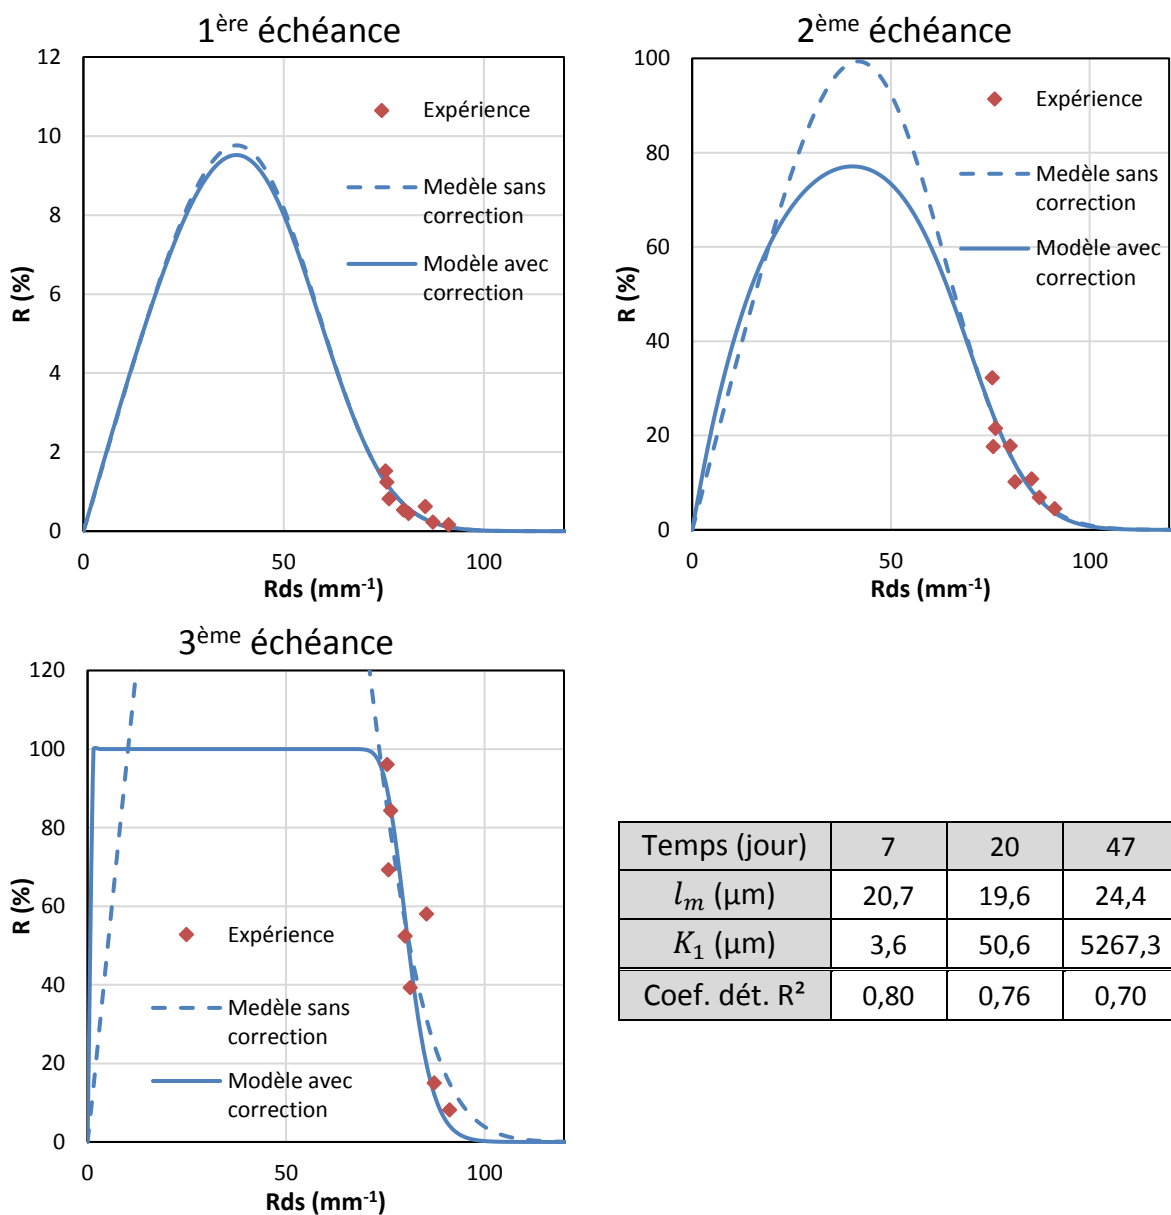 1ère échéance
12
10
8
6
4
2
0
R (%)
Expérience
Medèle sans
correction
Modèle avec
correction
0
50
100
Rds (mm-1)
2ème échéance
100
80
60
40
20
0
R (%)
Expérience
Medèle sans
correction
Modèle avec
correction
0
50
100
Rds (mm-1)
3ème échéance
120
100
80
60
40
20
0
R (%)
Expérience
Medèle sans
correction
Modèle avec
correction
0
50
100
Rds (mm-1)
Temps (jour) 7 20 47
lm (µm) 20,7 19,6 24,4
K1 (µm) 3,6 50,6 5267,3
Coef. dét. R² 0,80 0,76 0,70